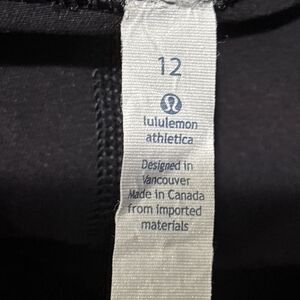 12
lululemon
athletica
Designed in
Vancouver
Made in Canada
from imported
materials